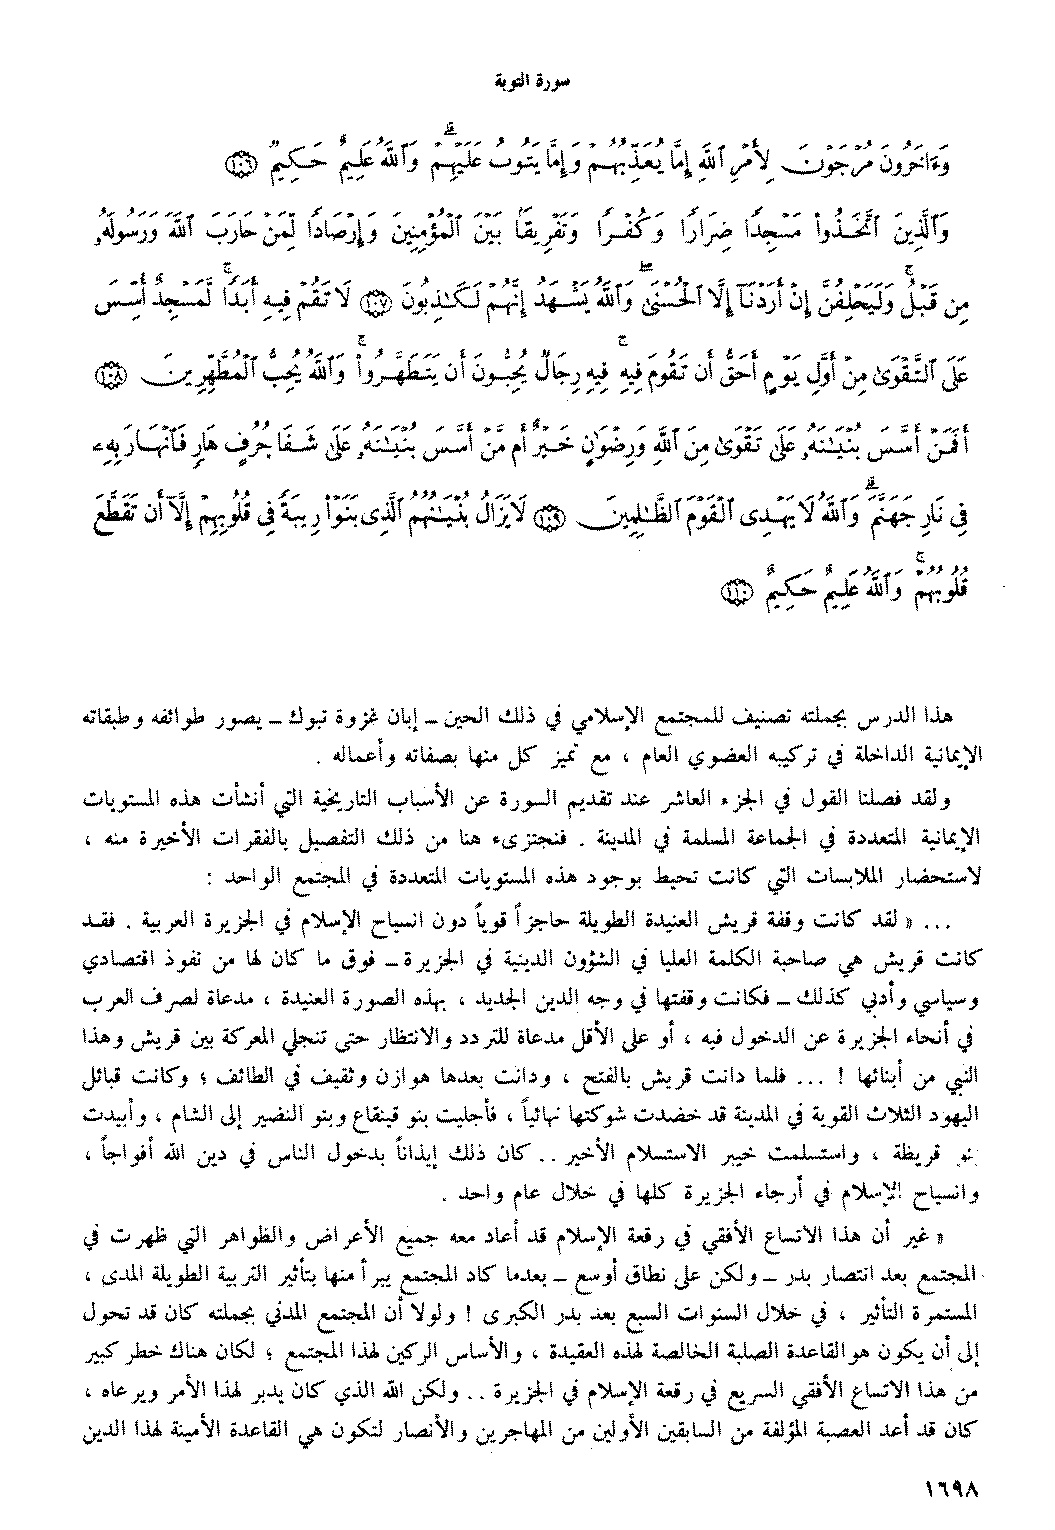 سورة التوبة
وَءَاخَرُونَ مُرْجَوْنَ لِأَمْرِ ٱللَّهِ إِمَّا يُعَذِّبُهُمْ وَإِمَّا يَتُوبُ عَلَيْهِمْ ۗ وَٱللَّهُ عَلِيمٌ حَكِيمٌ ﴿١٠٦﴾
وَٱلَّذِينَ ٱتَّخَذُوا۟ مَسْجِدًا ضِرَارًا وَكُفْرًا وَتَفْرِيقًۢا بَيْنَ ٱلْمُؤْمِنِينَ وَإِرْصَادًا لِّمَنْ حَارَبَ ٱللَّهَ وَرَسُولَهُۥ
مِن قَبْلُ ۚ وَلَيَحْلِفُنَّ إِنْ أَرَدْنَآ إِلَّا ٱلْحُسْنَىٰ ۖ وَٱللَّهُ يَشْهَدُ إِنَّهُمْ لَكَـٰذِبُونَ ﴿١٠٧﴾ لَا تَقُمْ فِيهِ أَبَدًا ۚ لَّمَسْجِدٌ أُسِّسَ
عَلَى ٱلتَّقْوَىٰ مِنْ أَوَّلِ يَوْمٍ أَحَقُّ أَن تَقُومَ فِيهِ ۚ فِيهِ رِجَالٌ يُحِبُّونَ أَن يَتَطَهَّرُوا۟ ۚ وَٱللَّهُ يُحِبُّ ٱلْمُطَّهِّرِينَ ﴿١٠٨﴾
أَفَمَنْ أَسَّسَ بُنْيَـٰنَهُۥ عَلَىٰ تَقْوَىٰ مِنَ ٱللَّهِ وَرِضْوَٰنٍ خَيْرٌ أَم مَّنْ أَسَّسَ بُنْيَـٰنَهُۥ عَلَىٰ شَفَا جُرُفٍ هَارٍ فَٱنْهَارَ بِهِۦ
فِى نَارِ جَهَنَّمَ ۗ وَٱللَّهُ لَا يَهْدِى ٱلْقَوْمَ ٱلظَّـٰلِمِينَ ﴿١٠٩﴾ لَا يَزَالُ بُنْيَـٰنُهُمُ ٱلَّذِى بَنَوْا۟ رِيبَةً فِى قُلُوبِهِمْ إِلَّآ أَن تَقَطَّعَ
قُلُوبُهُمْ ۗ وَٱللَّهُ عَلِيمٌ حَكِيمٌ ﴿١١٠﴾
هذا الدرس بجملته تصنيف للمجتمع الإسلامي في ذلك الحين – إبان غزوة تبوك – يصور طوائفه وطبقاته
الإيمانية الداخلة في تركيبه العضوي العام ، مع تميز كل منها بصفاته وأعماله .
ولقد فصلنا القول في الجزء العاشر عند تقديم السورة عن الأسباب التاريخية التي أنشأت هذه المستويات
الإيمانية المتعددة في الجماعة المسلمة في المدينة . فنجتزىء هنا من ذلك التفصيل بالفقرات الأخيرة منه ،
لاستحضار الملابسات التي كانت تحيط بوجود هذه المستويات المتعددة في المجتمع الواحد :
... « لقد كانت وقفة قريش العنيدة الطويلة حاجزاً قوياً دون انسياح الإسلام في الجزيرة العربية . فقد
كانت قريش هي صاحبة الكلمة العليا في الشؤون الدينية في الجزيرة – فوق ما كان لها من نفوذ اقتصادي
وسياسي وأدبي كذلك – فكانت وقفتها في وجه الدين الجديد ، بهذه الصورة العنيدة ، مدعاة لصرف العرب
في أنحاء الجزيرة عن الدخول فيه ، أو على الأقل مدعاة للتردد والانتظار حتى تنجلي المعركة بين قريش وهذا
النبي من أبنائها ! ... فلما دانت قريش بالفتح ، ودانت بعدها هوازن وثقيف في الطائف ؛ وكانت قبائل
اليهود الثلاث القوية في المدينة قد خضدت شوكتها نهائياً ، فأجليت بنو قينقاع وبنو النضير إلى الشام ، وأبيدت
بنو قريظة ، واستسلمت خيبر الاستسلام الأخير .. كان ذلك إيذاناً بدخول الناس في دين الله أفواجاً ،
وانسياح الإسلام في أرجاء الجزيرة كلها في خلال عام واحد .
« غير أن هذا الاتساع الأفقي في رقعة الإسلام قد أعاد معه جميع الأعراض والظواهر التي ظهرت في
المجتمع بعد انتصار بدر – ولكن على نطاق أوسع – بعدما كاد المجتمع يبرأ منها بتأثير التربية الطويلة المدى ،
المستمرة التأثير ، في خلال السنوات السبع بعد بدر الكبرى ! ولولا أن المجتمع المدني بجملته كان قد تحول
إلى أن يكون هو القاعدة الصلبة الخالصة لهذه العقيدة ، والأساس الركين لهذا المجتمع ؛ لكان هناك خطر كبير
من هذا الاتساع الأفقي السريع في رقعة الإسلام في الجزيرة .. ولكن الله الذي كان يدبر لهذا الأمر ويرعاه ،
كان قد أعد العصبة المؤلفة من السابقين الأولين من المهاجرين والأنصار لتكون هي القاعدة الأمينة لهذا الدين
١٦٩٨